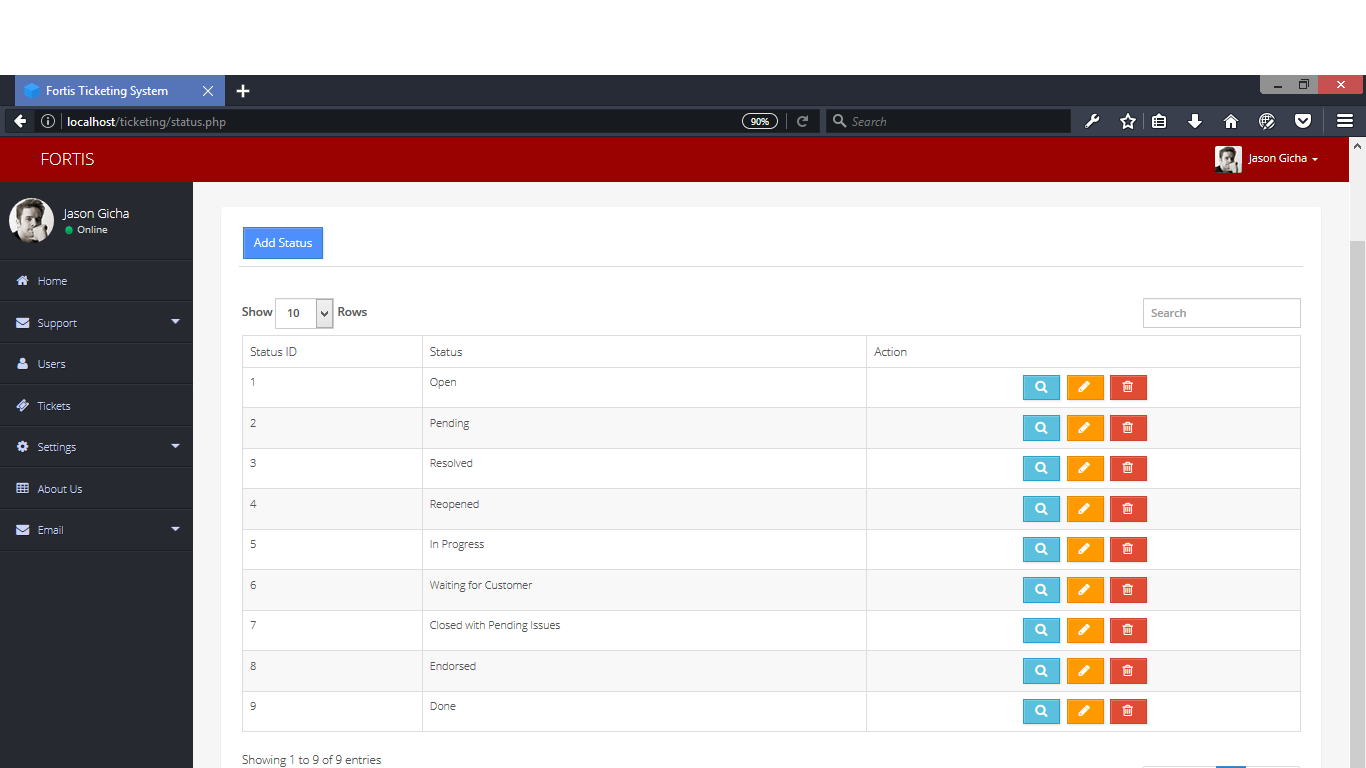 Fortis Ticketing System
localhost/ticketing/status.php 90% Search
FORTIS Jason Gicha
Jason Gicha
Online
Home
Support
Users
Tickets
Settings
About Us
Email
Add Status
Show 10 Rows Search
Status ID Status Action
1 Open
2 Pending
3 Resolved
4 Reopened
5 In Progress
6 Waiting for Customer
7 Closed with Pending Issues
8 Endorsed
9 Done
Showing 1 to 9 of 9 entries